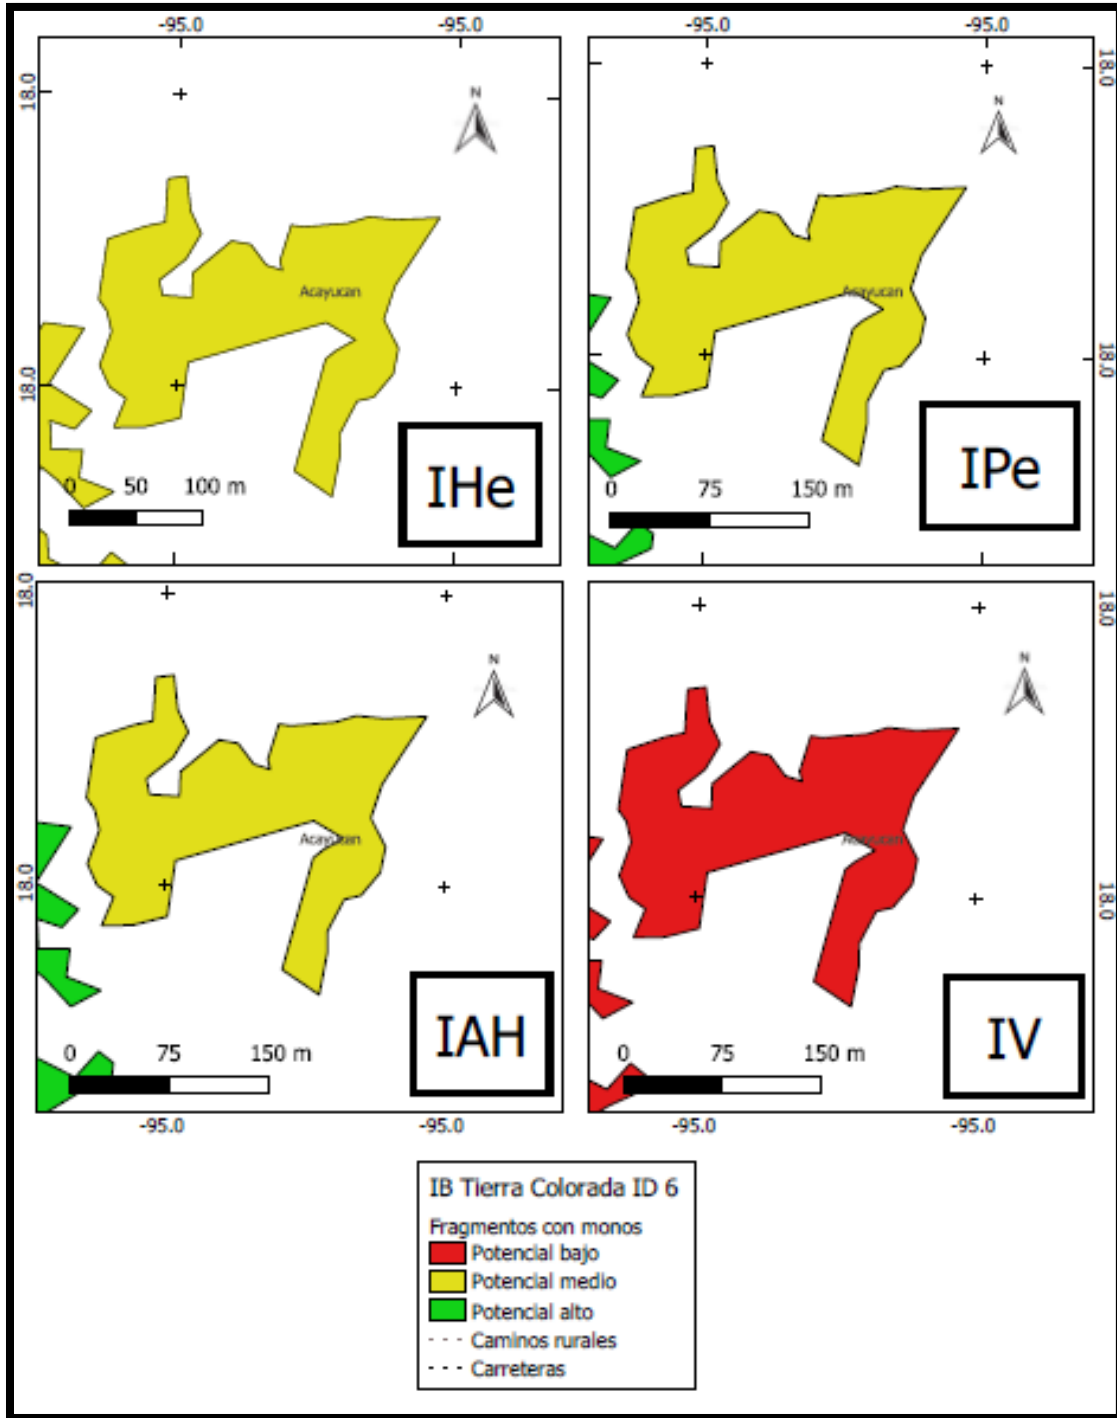 -95.0 -95.0 -95.0 -95.0
18.0 N N 18.0
Acayucan Acayucan
18.0 18.0
0 50 100 m IHe 0 75 150 m IPe
18.0 18.0
N N
Acayucan Acayucan
18.0 18.0
0 75 150 m IAH 0 75 150 m IV
-95.0 -95.0 -95.0 -95.0
IB Tierra Colorada ID 6
Fragmentos con monos
Potencial bajo
Potencial medio
Potencial alto
Caminos rurales
Carreteras